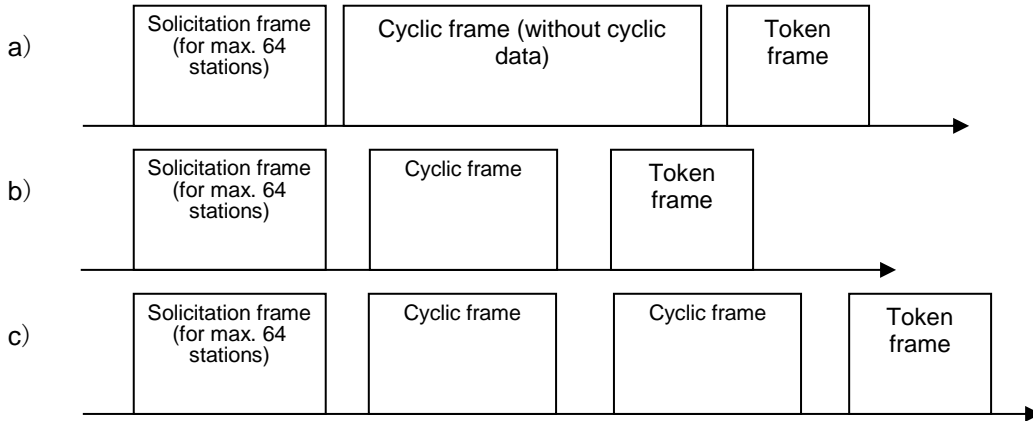 a）
Solicitation frame
(for max. 64
stations)
Cyclic frame (without cyclic
data)
Token
frame
b）
Solicitation frame
(for max. 64
stations)
Cyclic frame
Token
frame
c）
Solicitation frame
(for max. 64
stations)
Cyclic frame
Cyclic frame
Token
frame